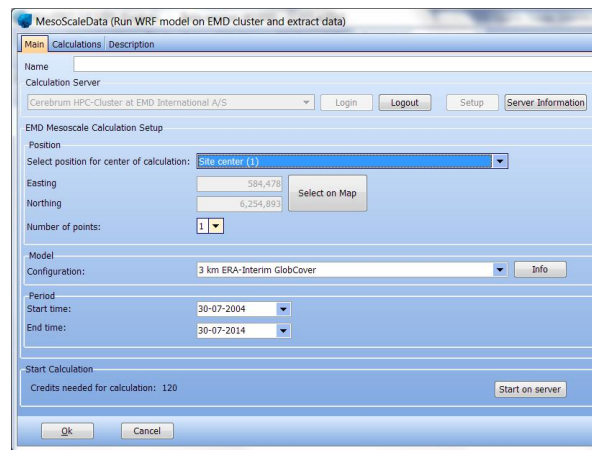 MesoScaleData (Run WRF model on EMD cluster and extract data)
Main Calculations Description
Name
Calculation Server
Cerebrum HPC-Cluster at EMD International A/S Login Logout Setup Server Information
EMD Mesoscale Calculation Setup
Position
Select position for center of calculation: Site center (1)
Easting 584,478
Select on Map
Northing 6,254,893
Number of points: 1
Model
Configuration: 3 km ERA-Interim GlobCover Info
Period
Start time: 30-07-2004
End time: 30-07-2014
Start Calculation
Credits needed for calculation: 120 Start on server
Ok Cancel